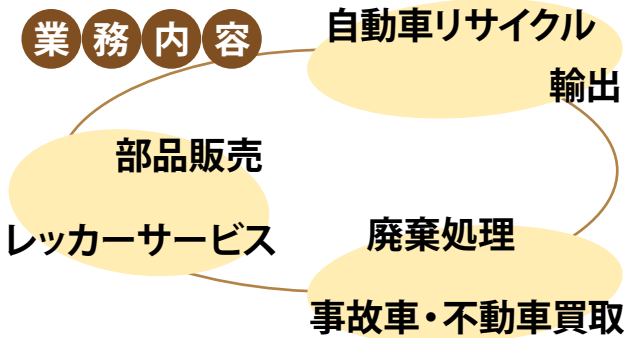 業務内容
自動車リサイクル
輸出
部品販売
レッカーサービス
廃棄処理
事故車・不動車買取